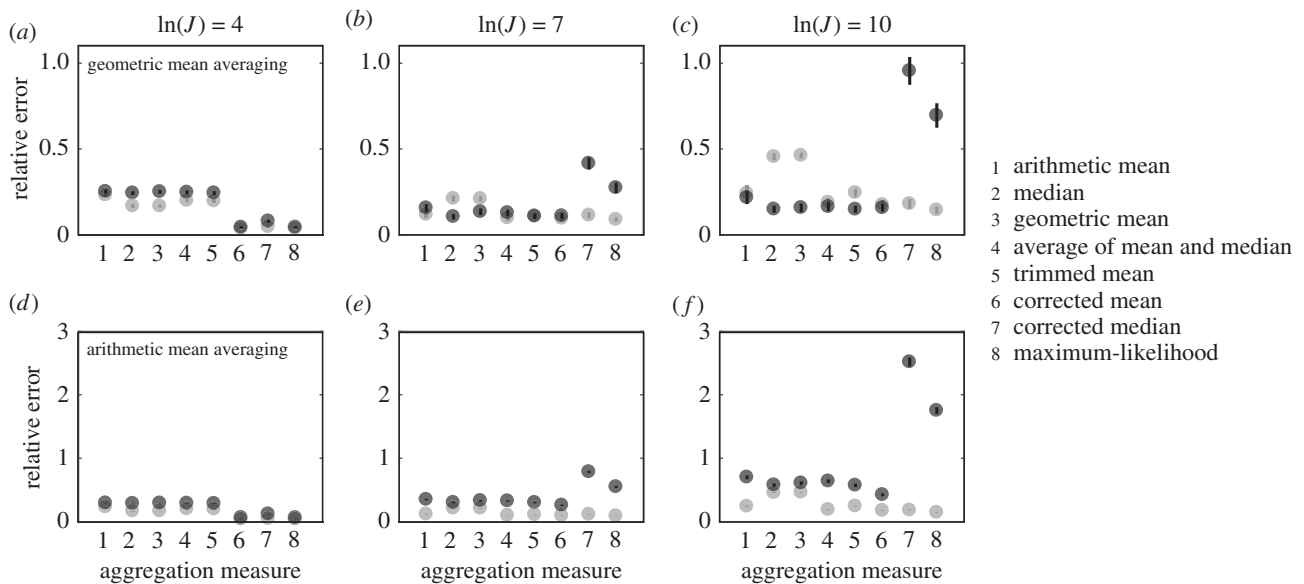 (a) ln(J) = 4
(b) ln(J) = 7
(c) ln(J) = 10
relative error
1.0
0.5
0
geometric mean averaging
1 2 3 4 5 6 7 8
1.0
0.5
0
1 2 3 4 5 6 7 8
1.0
0.5
0
1 2 3 4 5 6 7 8
(d)
relative error
3
2
1
0
arithmetic mean averaging
1 2 3 4 5 6 7 8
aggregation measure
(e)
3
2
1
0
1 2 3 4 5 6 7 8
aggregation measure
(f)
3
2
1
0
1 2 3 4 5 6 7 8
aggregation measure
1 arithmetic mean
2 median
3 geometric mean
4 average of mean and median
5 trimmed mean
6 corrected mean
7 corrected median
8 maximum-likelihood